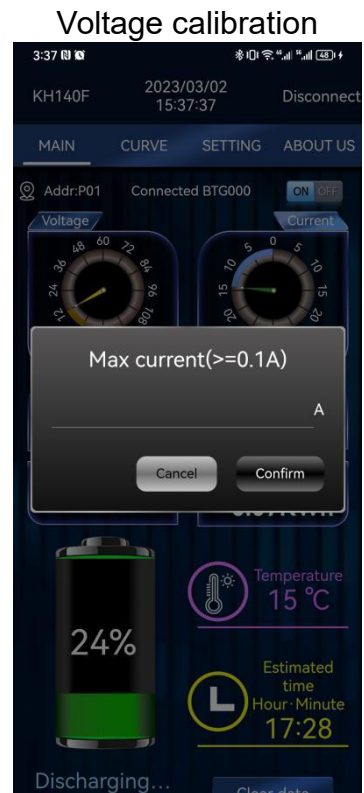 Voltage calibration
3:37 48
KH140F 2023/03/02 15:37:37 Disconnect
MAIN CURVE SETTING ABOUT US
Addr:P01 Connected BTG000 ON OFF
Voltage Current
12 24 36 48 60 72 84 96 108
20 15 10 5 0 5 10 15 20
Max current(>=0.1A)
A
Cancel Confirm
24%
Temperature
15 °C
Estimated
time
Hour·Minute
17:28
Discharging...
Clear data